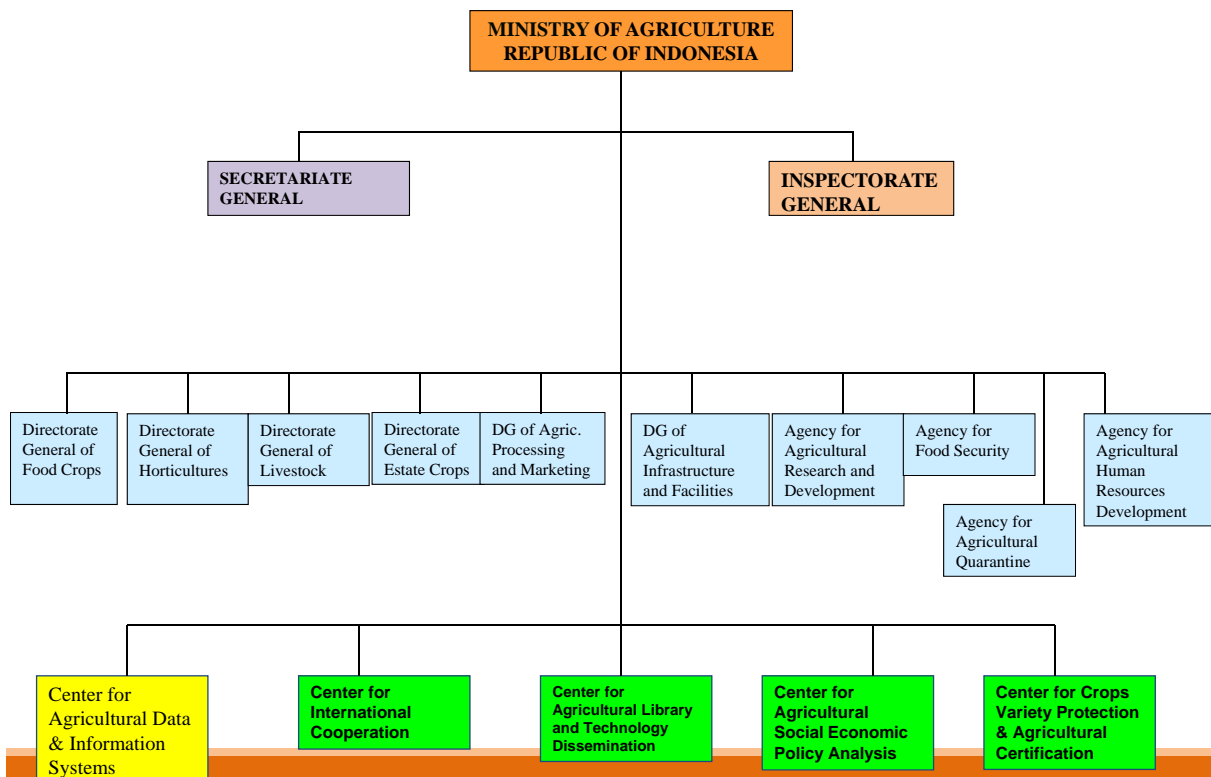 MINISTRY OF AGRICULTURE
REPUBLIC OF INDONESIA
SECRETARIATE
GENERAL
INSPECTORATE
GENERAL
Directorate
General of
Food Crops
Directorate
General of
Horticultures
Directorate
General of
Livestock
Directorate
General of
Estate Crops
DG of Agric.
Processing
and Marketing
DG of
Agricultural
Infrastructure
and Facilities
Agency for
Agricultural
Research and
Development
Agency for
Food Security
Agency for
Agricultural
Quarantine
Agency for
Agricultural
Human
Resources
Development
Center for
Agricultural Data
& Information
Systems
Center for
International
Cooperation
Center for
Agricultural Library
and Technology
Dissemination
Center for
Agricultural
Social Economic
Policy Analysis
Center for Crops
Variety Protection
& Agricultural
Certification